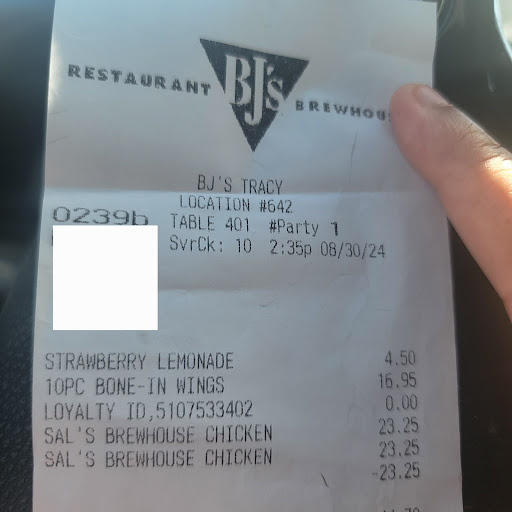 RESTAURANT BJ's BREWHOU
BJ'S TRACY
LOCATION #642
0239b TABLE 401 #Party 1
SvrCk: 10 2:35p 08/30/24
STRAWBERRY LEMONADE 4.50
10PC BONE-IN WINGS 16.95
LOYALTY ID,5107533402 0.00
SAL'S BREWHOUSE CHICKEN 23.25
SAL'S BREWHOUSE CHICKEN 23.25
-23.25